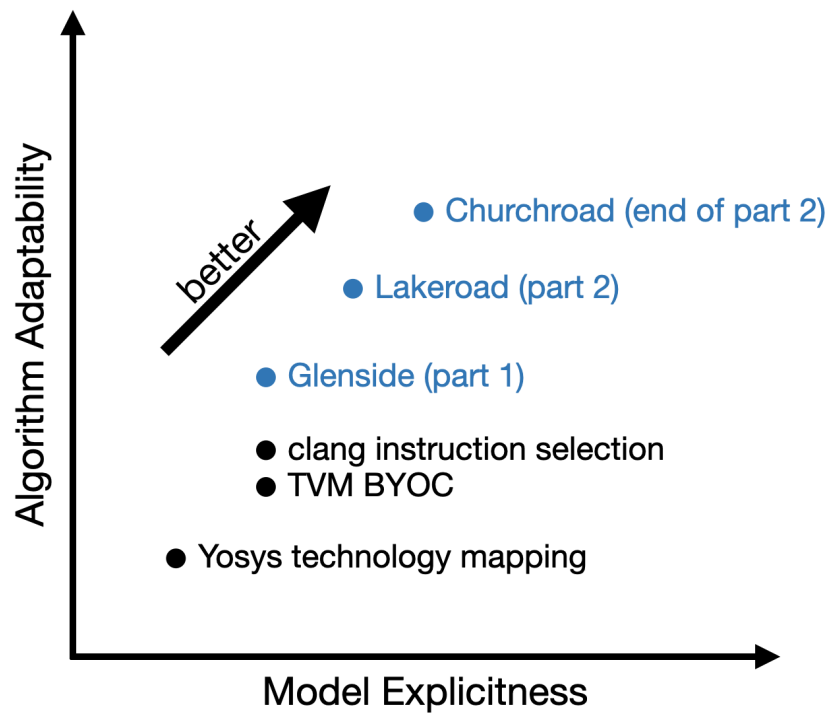 Algorithm Adaptability
better
Churchroad (end of part 2)
Lakeroad (part 2)
Glenside (part 1)
clang instruction selection
TVM BYOC
Yosys technology mapping
Model Explicitness